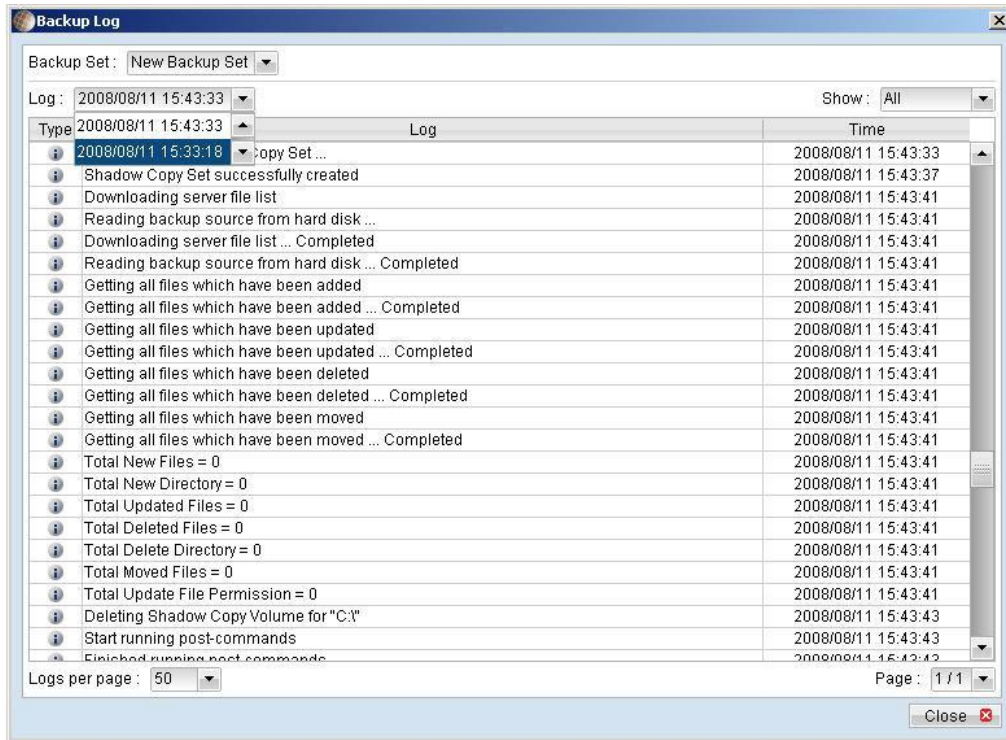 Backup Log
Backup Set : New Backup Set
Log : 2008/08/11 15:43:33 Show : All
2008/08/11 15:43:33
2008/08/11 15:33:18
Type Log Time
Copy Set ... 2008/08/11 15:43:33
Shadow Copy Set successfully created 2008/08/11 15:43:37
Downloading server file list 2008/08/11 15:43:41
Reading backup source from hard disk ... 2008/08/11 15:43:41
Downloading server file list ... Completed 2008/08/11 15:43:41
Reading backup source from hard disk ... Completed 2008/08/11 15:43:41
Getting all files which have been added 2008/08/11 15:43:41
Getting all files which have been added ... Completed 2008/08/11 15:43:41
Getting all files which have been updated 2008/08/11 15:43:41
Getting all files which have been updated ... Completed 2008/08/11 15:43:41
Getting all files which have been deleted 2008/08/11 15:43:41
Getting all files which have been deleted ... Completed 2008/08/11 15:43:41
Getting all files which have been moved 2008/08/11 15:43:41
Getting all files which have been moved ... Completed 2008/08/11 15:43:41
Total New Files = 0 2008/08/11 15:43:41
Total New Directory = 0 2008/08/11 15:43:41
Total Updated Files = 0 2008/08/11 15:43:41
Total Deleted Files = 0 2008/08/11 15:43:41
Total Delete Directory = 0 2008/08/11 15:43:41
Total Moved Files = 0 2008/08/11 15:43:41
Total Update File Permission = 0 2008/08/11 15:43:41
Deleting Shadow Copy Volume for "C:\" 2008/08/11 15:43:43
Start running post-commands 2008/08/11 15:43:43
Finished running post-commands 2008/08/11 15:43:43
Logs per page : 50 Page : 1 / 1
Close